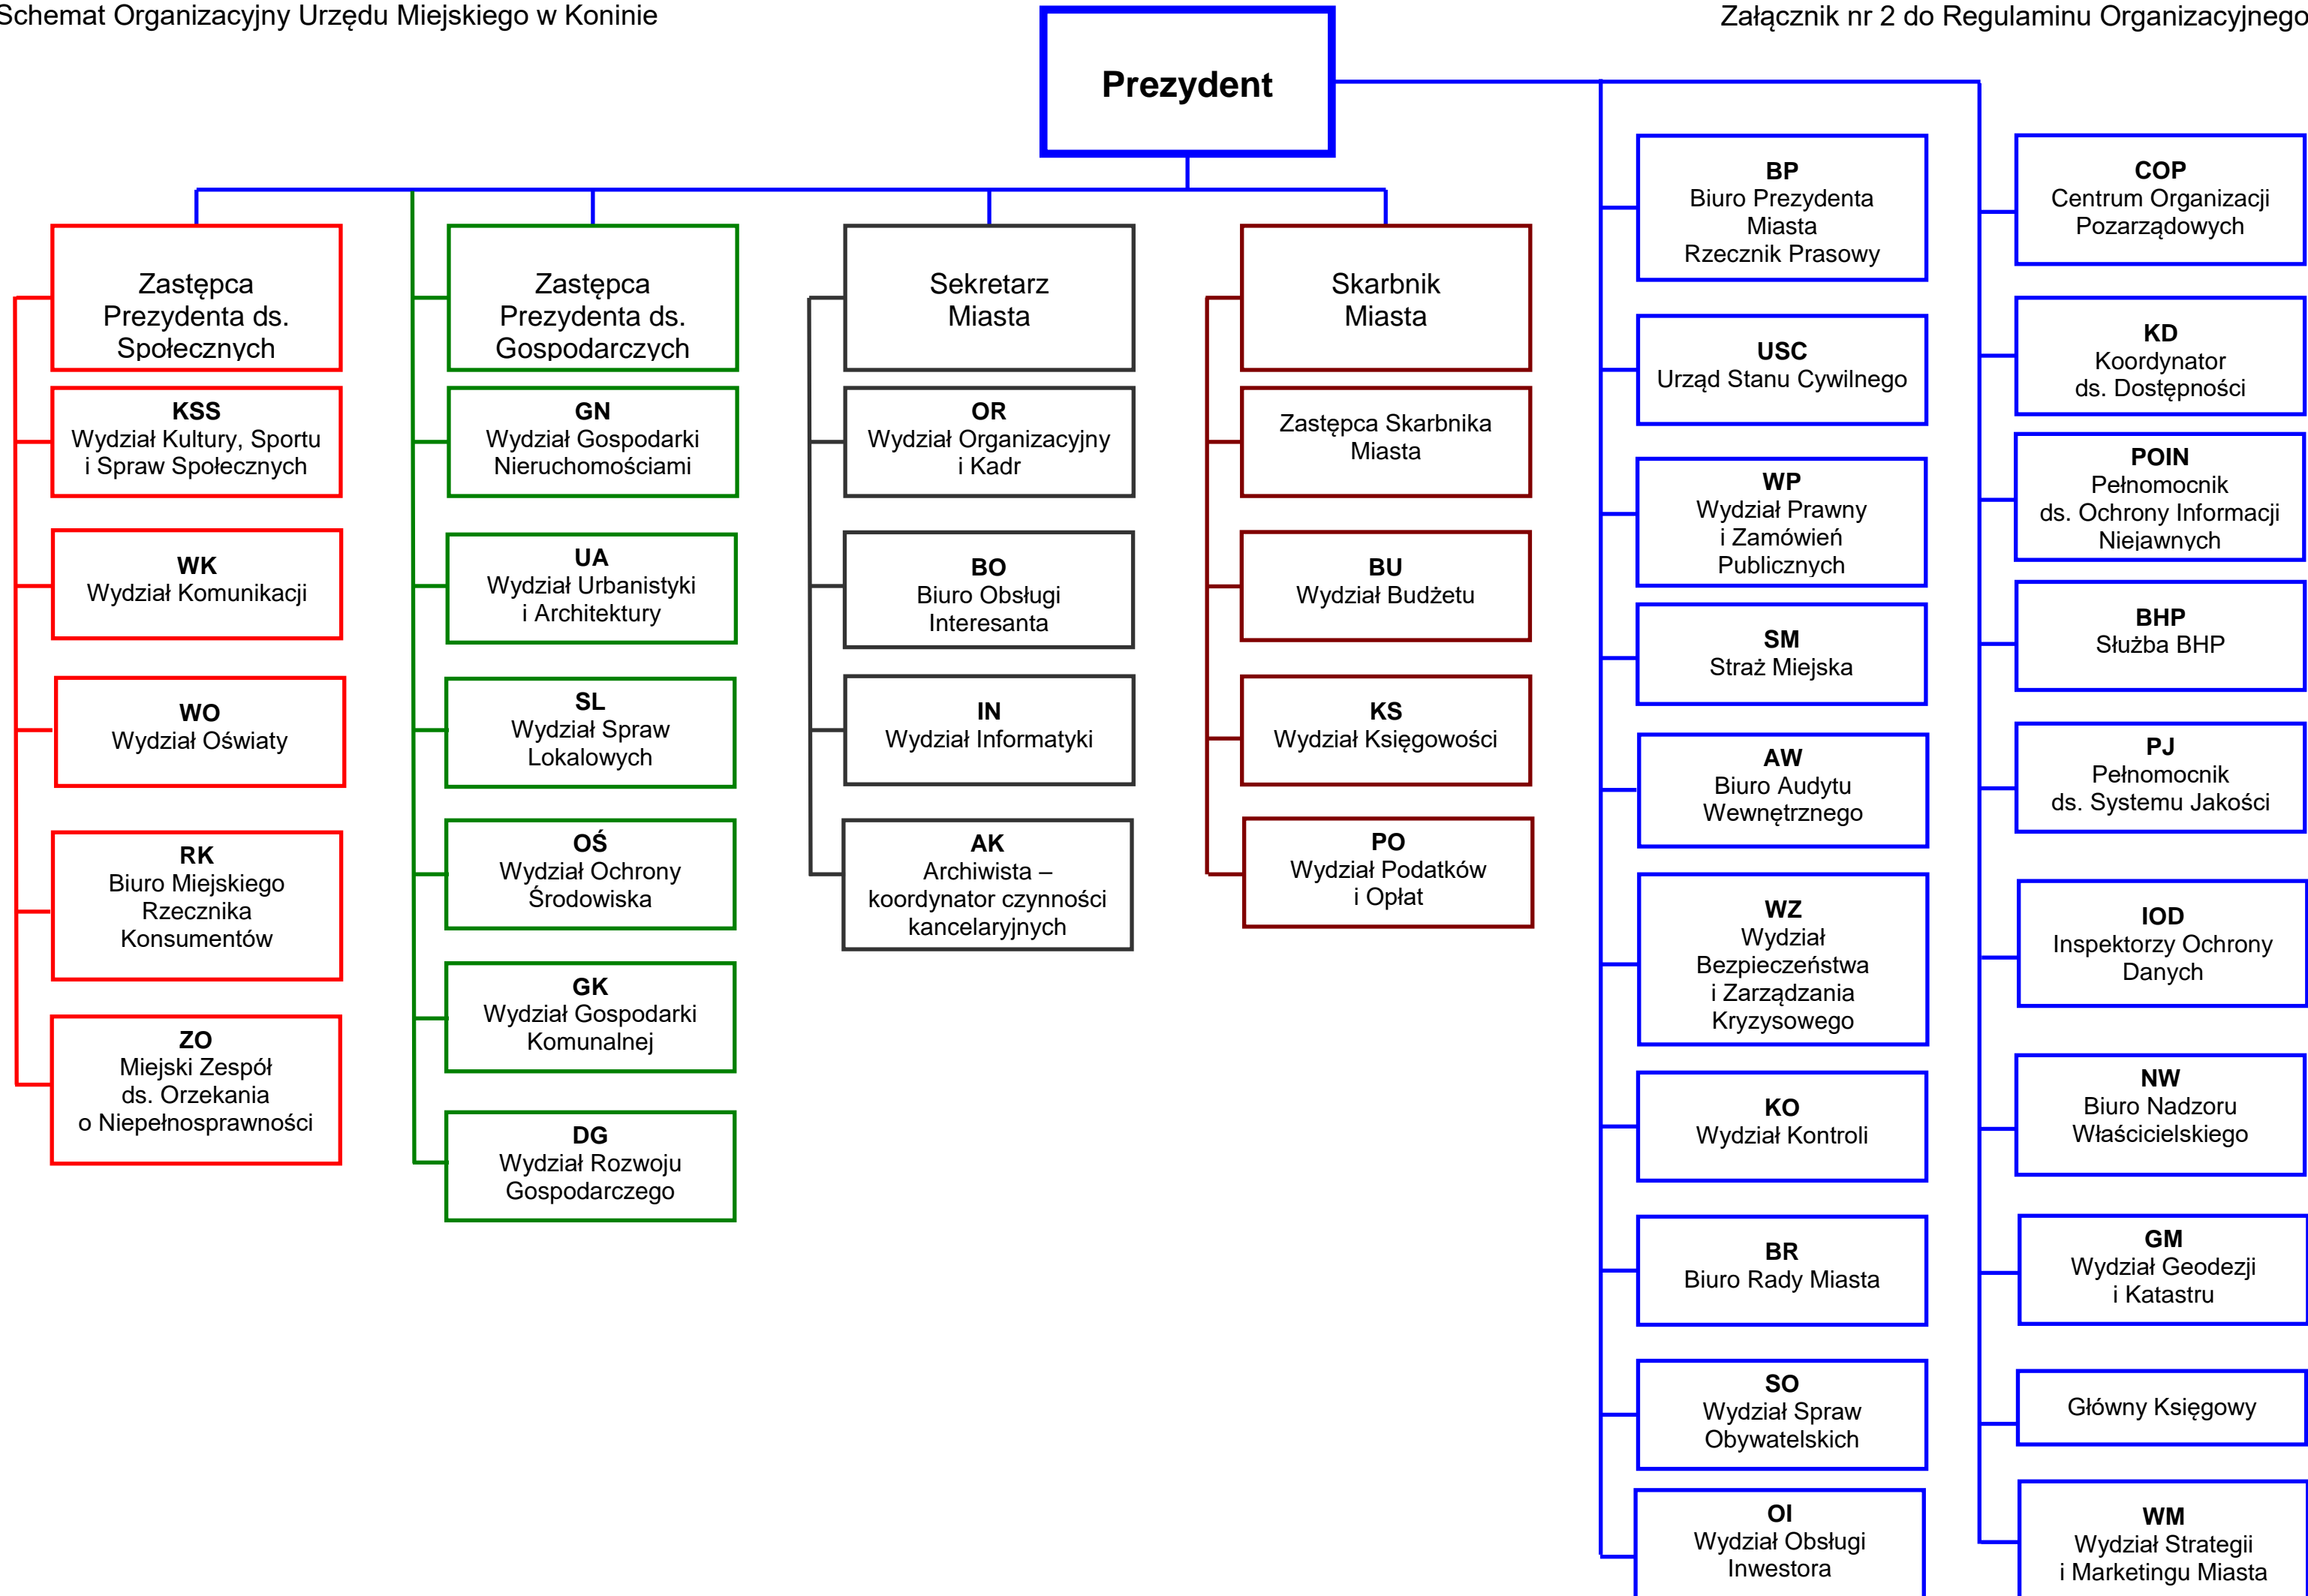 Schemat Organizacyjny Urzędu Miejskiego w Koninie
Załącznik nr 2 do Regulaminu Organizacyjnego
Prezydent
Zastępca
Prezydenta ds.
Społecznych
KSS
Wydział Kultury, Sportu
i Spraw Społecznych
WK
Wydział Komunikacji
WO
Wydział Oświaty
RK
Biuro Miejskiego
Rzecznika
Konsumentów
ZO
Miejski Zespół
ds. Orzekania
o Niepełnosprawności
Zastępca
Prezydenta ds.
Gospodarczych
GN
Wydział Gospodarki
Nieruchomościami
UA
Wydział Urbanistyki
i Architektury
SL
Wydział Spraw
Lokalowych
OŚ
Wydział Ochrony
Środowiska
GK
Wydział Gospodarki
Komunalnej
DG
Wydział Rozwoju
Gospodarczego
Sekretarz
Miasta
OR
Wydział Organizacyjny
i Kadr
BO
Biuro Obsługi
Interesanta
IN
Wydział Informatyki
AK
Archiwista –
koordynator czynności
kancelaryjnych
Skarbnik
Miasta
Zastępca Skarbnika
Miasta
BU
Wydział Budżetu
KS
Wydział Księgowości
PO
Wydział Podatków
i Opłat
BP
Biuro Prezydenta
Miasta
Rzecznik Prasowy
USC
Urząd Stanu Cywilnego
WP
Wydział Prawny
i Zamówień
Publicznych
SM
Straż Miejska
AW
Biuro Audytu
Wewnętrznego
WZ
Wydział
Bezpieczeństwa
i Zarządzania
Kryzysowego
KO
Wydział Kontroli
BR
Biuro Rady Miasta
SO
Wydział Spraw
Obywatelskich
OI
Wydział Obsługi
Inwestora
COP
Centrum Organizacji
Pozarządowych
KD
Koordynator
ds. Dostępności
POIN
Pełnomocnik
ds. Ochrony Informacji
Niejawnych
BHP
Służba BHP
PJ
Pełnomocnik
ds. Systemu Jakości
IOD
Inspektorzy Ochrony
Danych
NW
Biuro Nadzoru
Właścicielskiego
GM
Wydział Geodezji
i Katastru
Główny Księgowy
WM
Wydział Strategii
i Marketingu Miasta